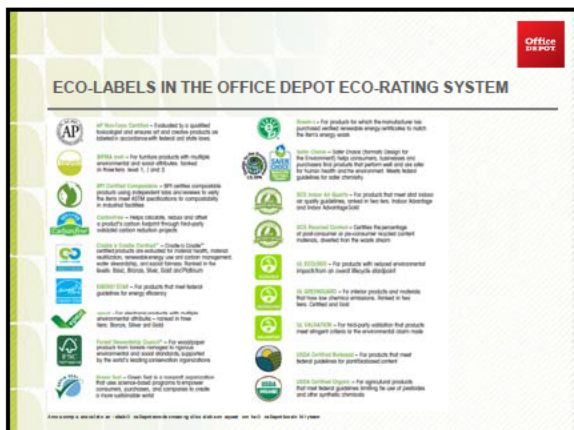 Office
DEPOT
ECO-LABELS IN THE OFFICE DEPOT ECO-RATING SYSTEM
AP
AP Non-Toxic Certified – Evaluated by a qualified
toxicologist and ensures art and creative products are
labeled in accordance with federal and state laws
level
BIFMA level – For furniture products with multiple
environmental and social attributes, ranked
in three tiers: level 1, 2 and 3
BPI Certified Compostable – BPI certifies compostable
products using independent labs and reviewers to verify
the items meet ASTM specifications for compostability
in industrial facilities
Carbonfree
Carbonfree – Helps calculate, reduce and offset
a product's carbon footprint through third-party
validated carbon reduction projects
Cradle to Cradle Certified™ – Cradle to Cradle™
certified products are evaluated for material health, material
reutilization, renewable energy use and carbon management,
water stewardship, and social fairness. Ranked in five
levels: Basic, Bronze, Silver, Gold and Platinum
ENERGY STAR – For products that meet federal
guidelines for energy efficiency
– For electronic products with multiple
environmental attributes – ranked in three
tiers: Bronze, Silver and Gold
FSC
Forest Stewardship Council® – For wood/paper
products from forests managed to rigorous
environmental and social standards, supported
by the world's leading conservation organizations
Green Seal – Green Seal is a nonprofit organization
that uses science-based programs to empower
consumers, purchasers, and companies to create
a more sustainable world
Green-e – For products for which the manufacturer has
purchased verified renewable energy certificates to match
the item's energy waste
SAFER
CHOICE
Safer Choice – Safer Choice (formerly Design for
the Environment) helps consumers, businesses and
purchasers find products that perform well and are safer
for human health and the environment. Meets federal
guidelines for safer chemistry
SCS Indoor Air Quality – For products that meet strict indoor
air quality guidelines, ranked in two tiers: Indoor Advantage
and Indoor Advantage Gold
SCS Recycled Content – Certifies the percentage
of post-consumer or pre-consumer recycled content
materials, diverted from the waste stream
UL ECOLOGO – For products with reduced environmental
impact from an overall lifecycle standpoint
UL GREENGUARD – For interior products and materials
that have low chemical emissions. Ranked in two
tiers: Certified and Gold
UL VALIDATION – For third-party validation that products
meet stringent criteria to the environmental claim made
USDA Certified Biobased – For products that meet
federal guidelines for plant/biobased content
USDA
ORGANIC
USDA Certified Organic – For agricultural products
that meet federal guidelines limiting the use of pesticides
and other synthetic chemicals